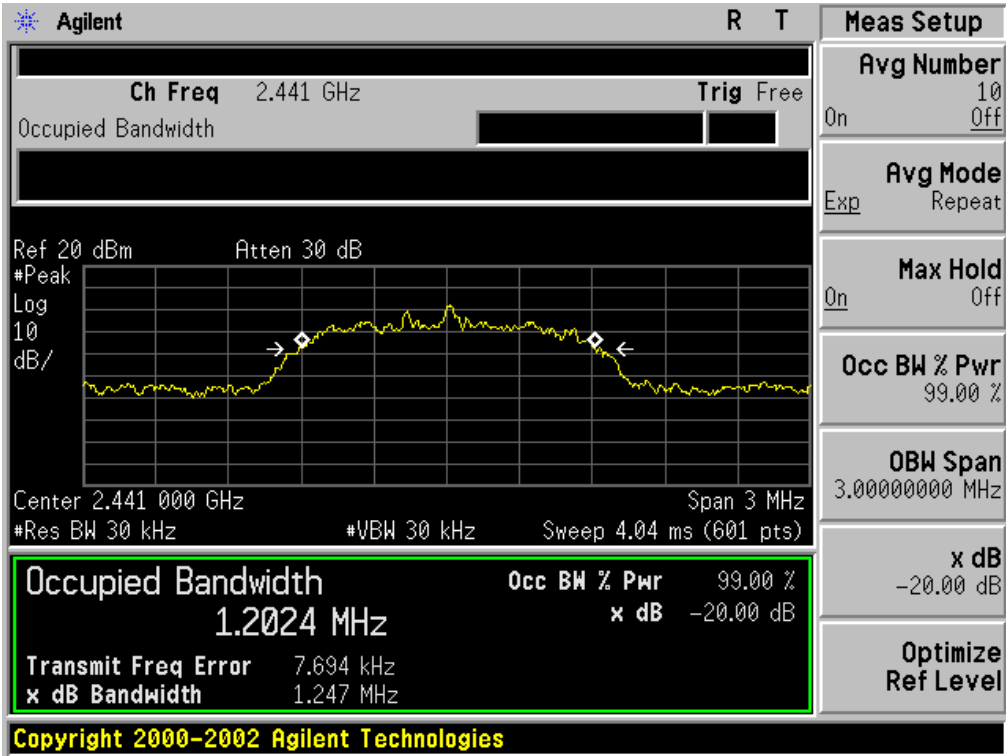 Agilent R T
Ch Freq 2.441 GHz Trig Free
Occupied Bandwidth
Ref 20 dBm Atten 30 dB
#Peak
Log
10
dB/
Center 2.441 000 GHz Span 3 MHz
#Res BW 30 kHz #VBW 30 kHz Sweep 4.04 ms (601 pts)
Occupied Bandwidth Occ BW % Pwr 99.00 %
1.2024 MHz x dB -20.00 dB
Transmit Freq Error 7.694 kHz
x dB Bandwidth 1.247 MHz
Copyright 2000-2002 Agilent Technologies
Meas Setup
Avg Number
10
On Off
Avg Mode
Exp Repeat
Max Hold
On Off
Occ BW % Pwr
99.00 %
OBW Span
3.00000000 MHz
x dB
-20.00 dB
Optimize
Ref Level